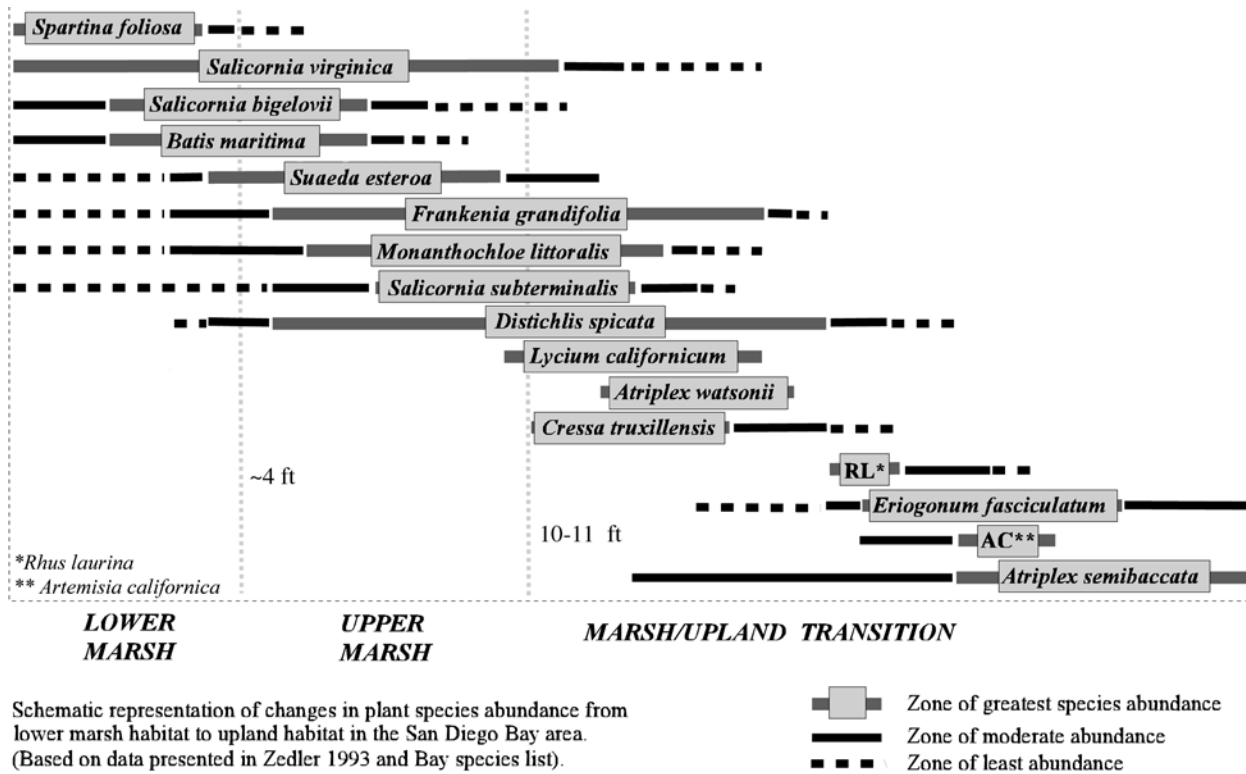 Spartina foliosa
Salicornia virginica
Salicornia bigelovii
Batis maritima
Suaeda esteroa
Frankenia grandifolia
Monanthochloe littoralis
Salicornia subterminalis
Distichlis spicata
Lycium californicum
Atriplex watsonii
Cressa truxillensis
~4 ft
RL*
Eriogonum fasciculatum
10-11 ft
AC**
*Rhus laurina
** Artemisia californica
Atriplex semibaccata
LOWER
MARSH
UPPER
MARSH
MARSH/UPLAND TRANSITION
Schematic representation of changes in plant species abundance from
lower marsh habitat to upland habitat in the San Diego Bay area.
(Based on data presented in Zedler 1993 and Bay species list).
Zone of greatest species abundance
Zone of moderate abundance
Zone of least abundance